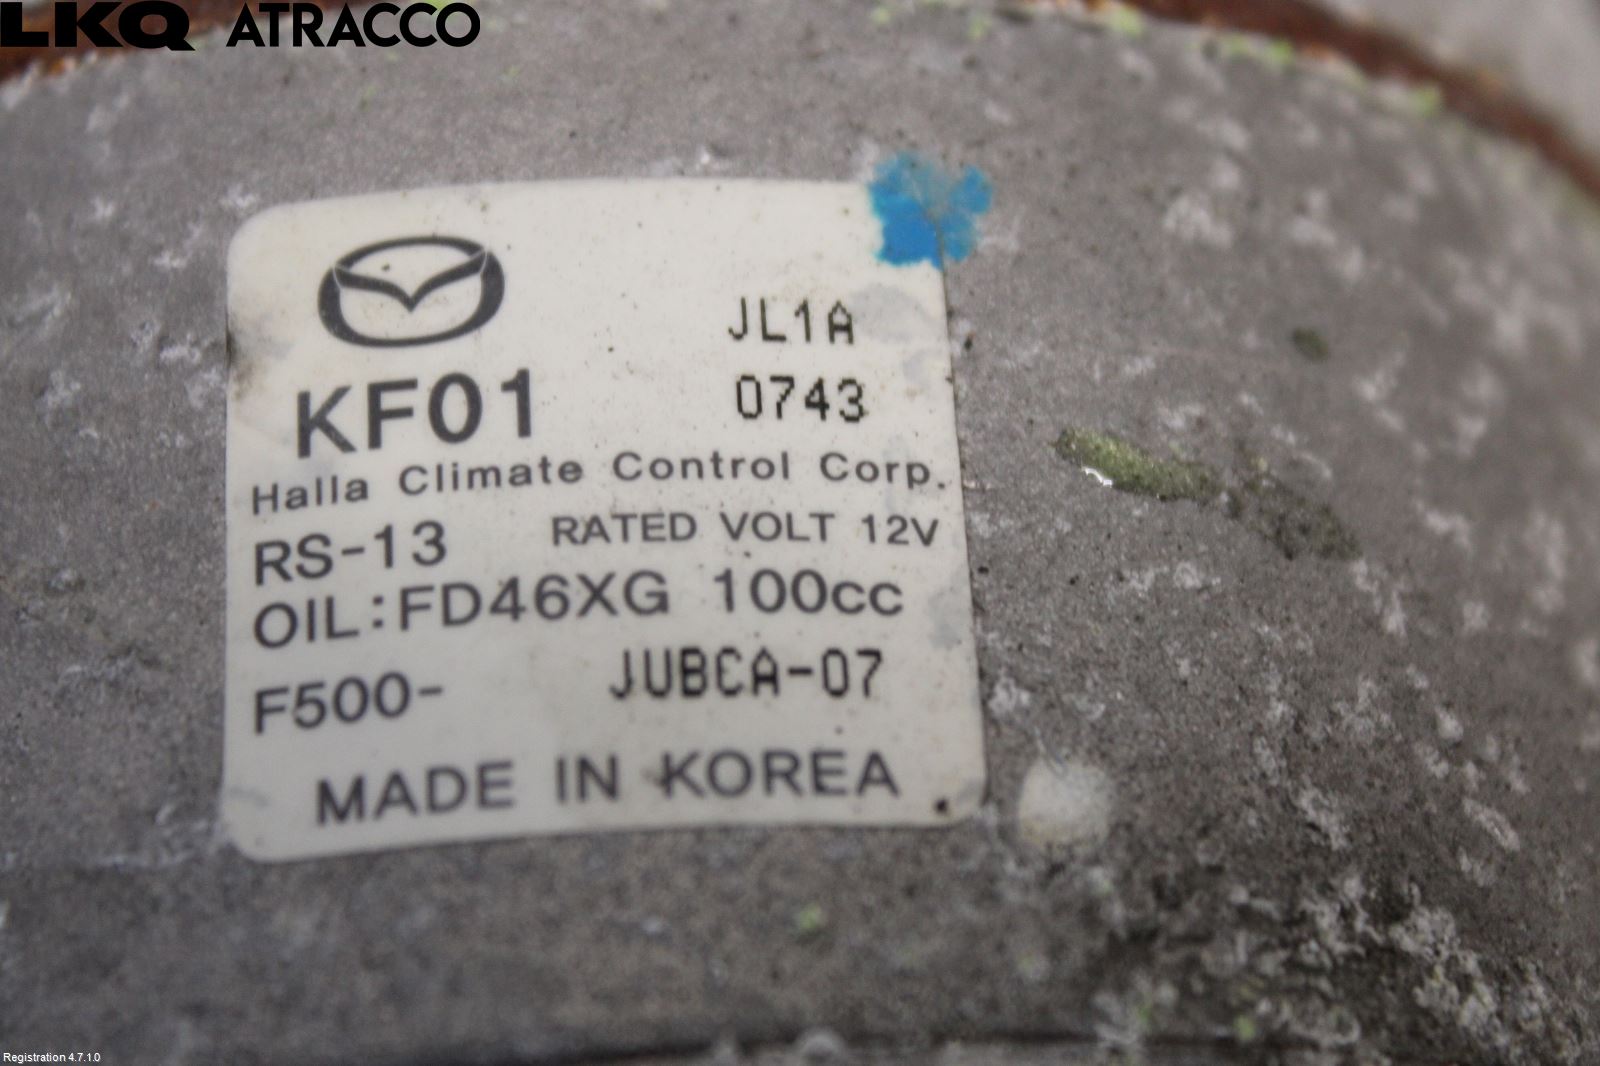 LKQ ATRACCO
JL1A
KF01 0743
Halla Climate Control Corp.
RS-13 RATED VOLT 12V
OIL:FD46XG 100cc
F500- JUBCA-07
MADE IN KOREA
Registration 4.7.1.0